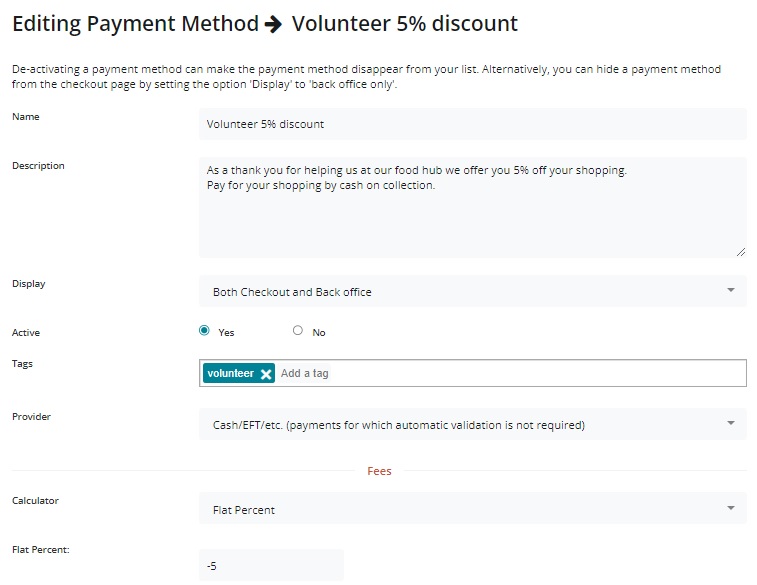 Editing Payment Method → Volunteer 5% discount
De-activating a payment method can make the payment method disappear from your list. Alternatively, you can hide a payment method
from the checkout page by setting the option 'Display' to 'back office only'.
Name
Volunteer 5% discount
Description
As a thank you for helping us at our food hub we offer you 5% off your shopping.
Pay for your shopping by cash on collection.
Display
Both Checkout and Back office
Active
Yes No
Tags
volunteer Add a tag
Provider
Cash/EFT/etc. (payments for which automatic validation is not required)
Fees
Calculator
Flat Percent
Flat Percent:
-5